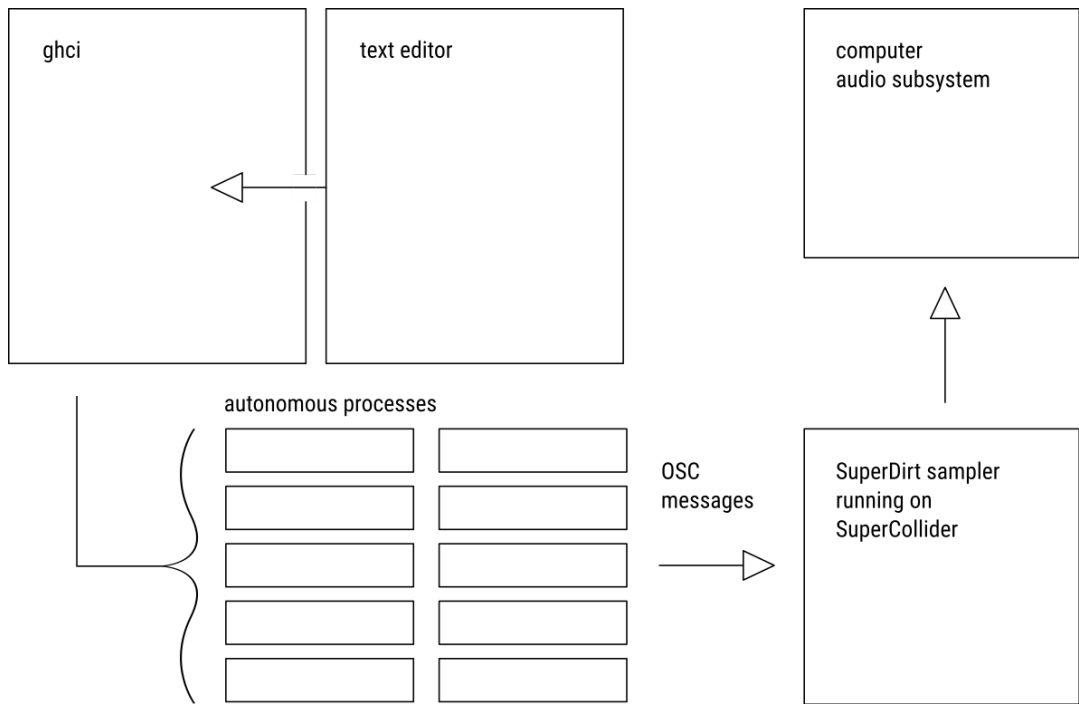 ghci
text editor
computer
audio subsystem
autonomous processes
OSC
messages
SuperDirt sampler
running on
SuperCollider